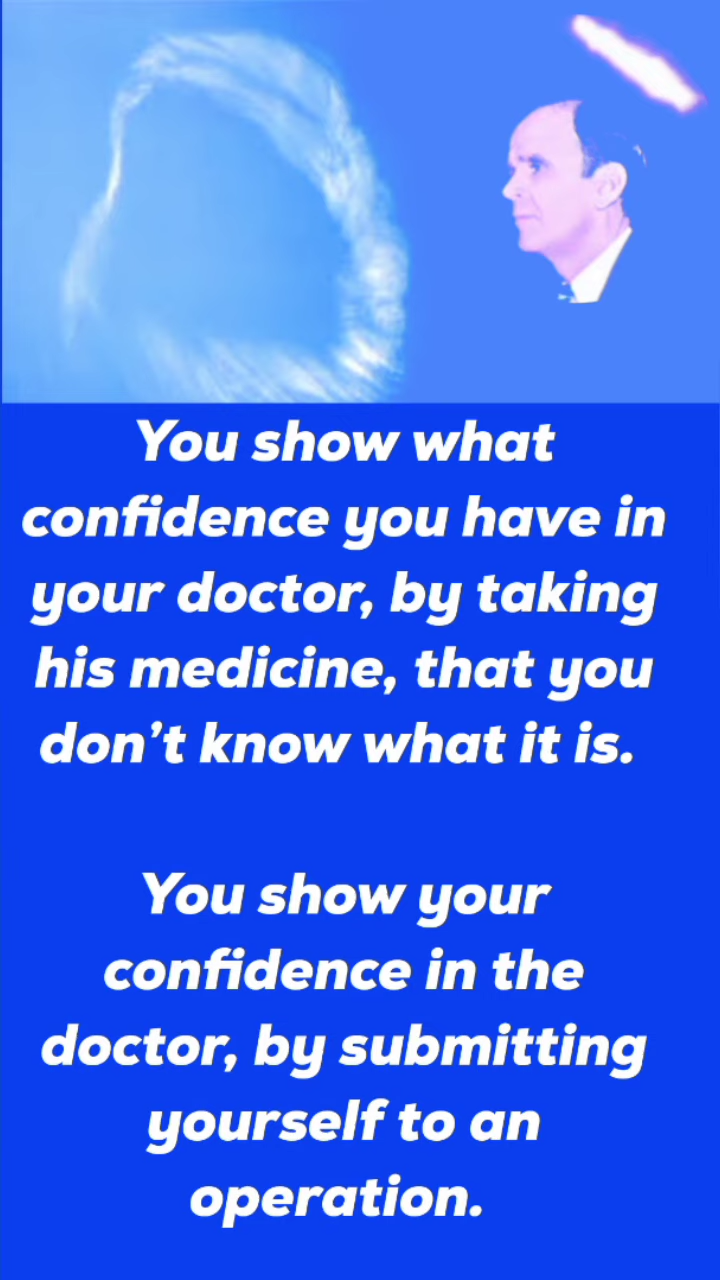 You show what
confidence you have in
your doctor, by taking
his medicine, that you
don’t know what it is.
You show your
confidence in the
doctor, by submitting
yourself to an
operation.